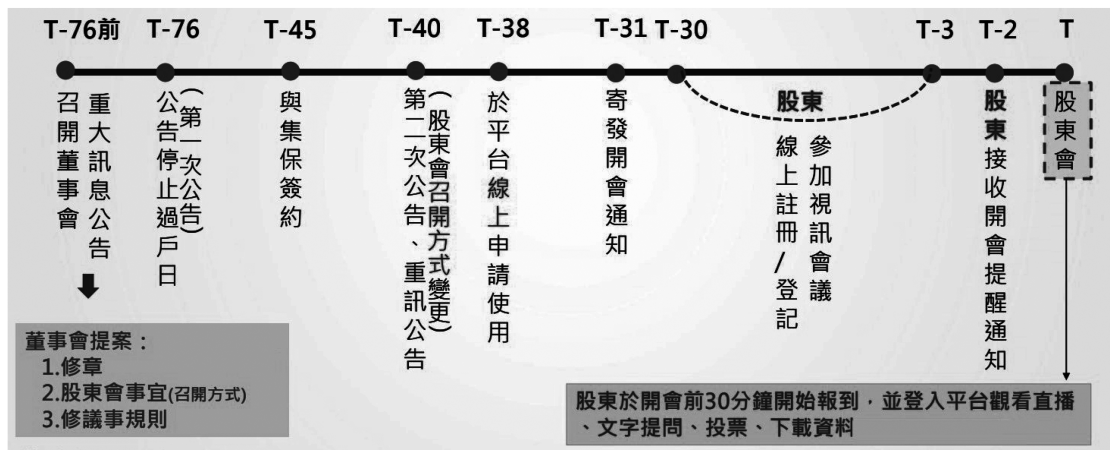 T-76前
T-76
T-45
T-40
T-38
T-31
T-30
T-3
T-2
T
重大訊息公告
召開董事會
(第一次公告)
公告停止過戶日
與集保簽約
(股東會召開方式變更)
第二次公告、重訊公告
於平台線上申請使用
寄發開會通知
股東
參加視訊會議
線上註冊/登記
股東接收開會提醒通知
股東會
董事會提案：
1.修章
2.股東會事宜(召開方式)
3.修議事規則
股東於開會前30分鐘開始報到，並登入平台觀看直播
、文字提問、投票、下載資料